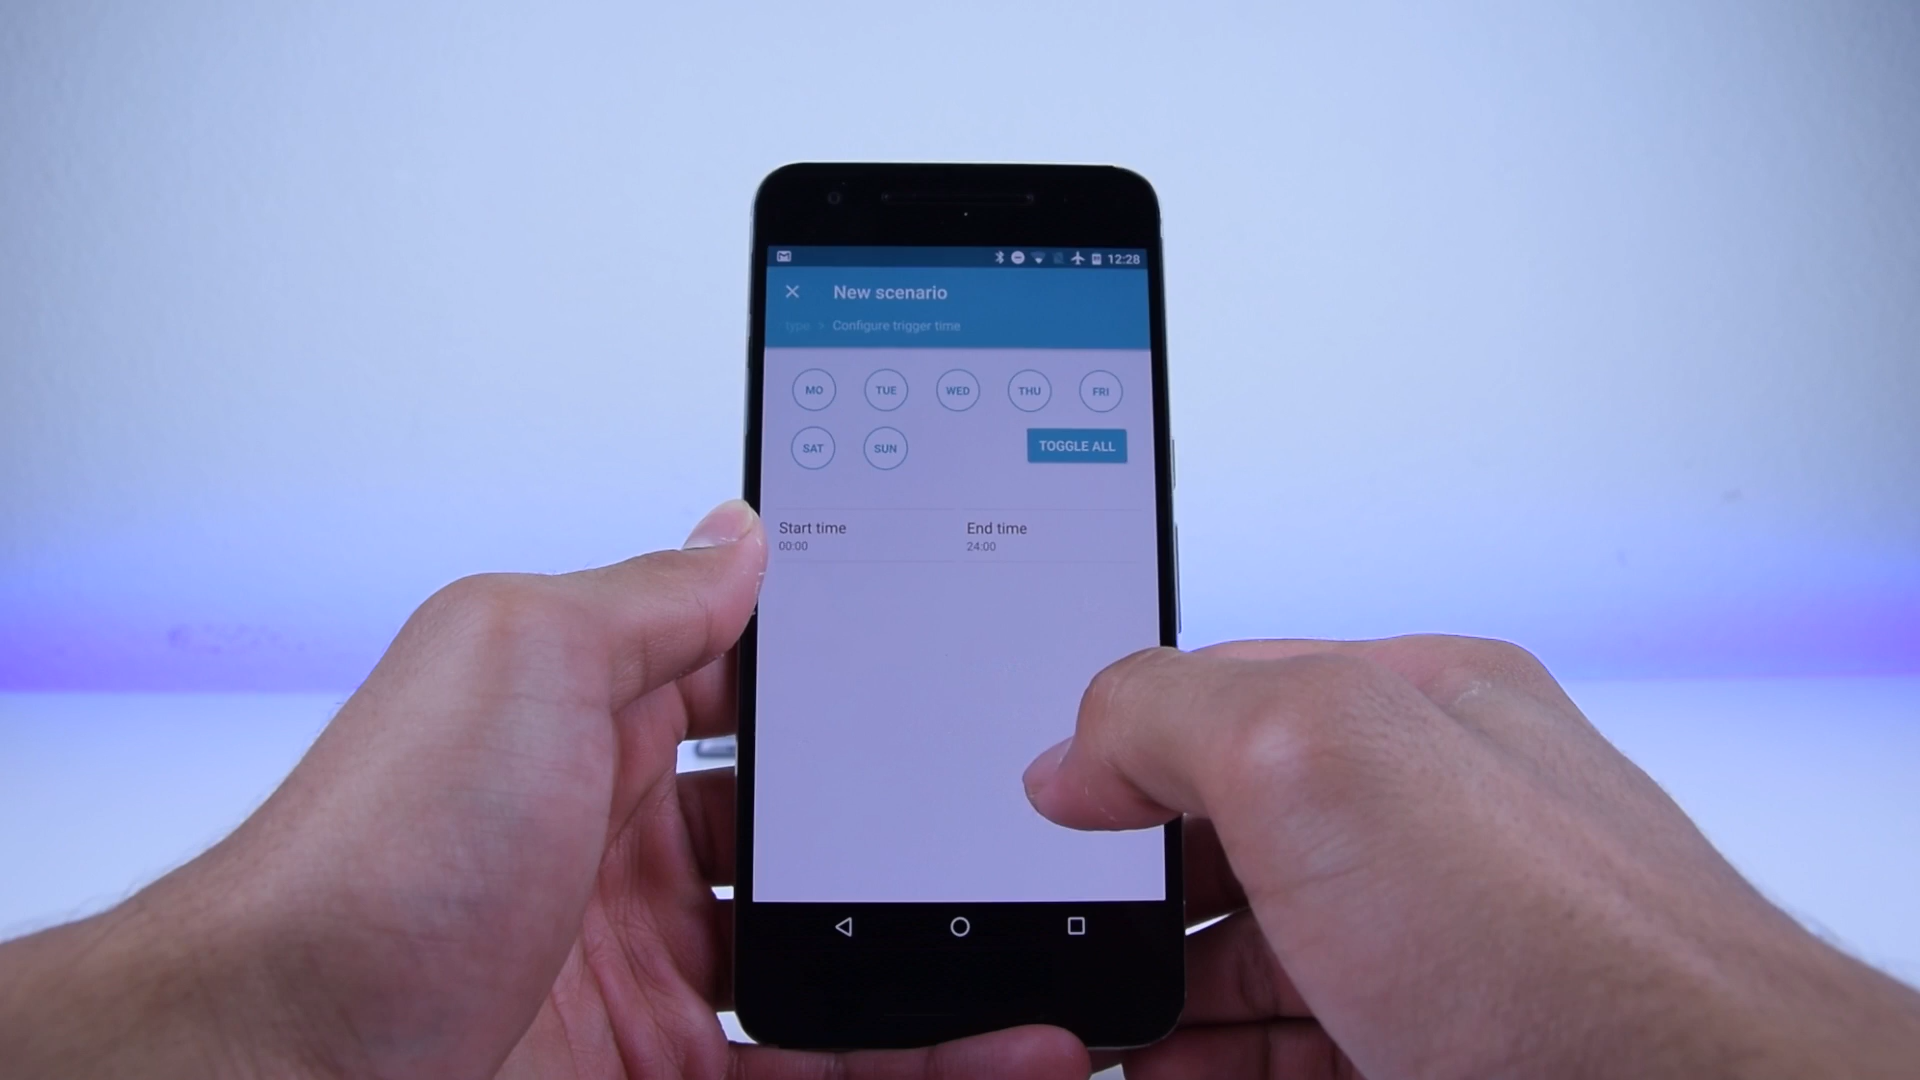 12:28
New scenario
type > Configure trigger time
MO TUE WED THU FRI
SAT SUN TOGGLE ALL
Start time End time
00:00 24:00